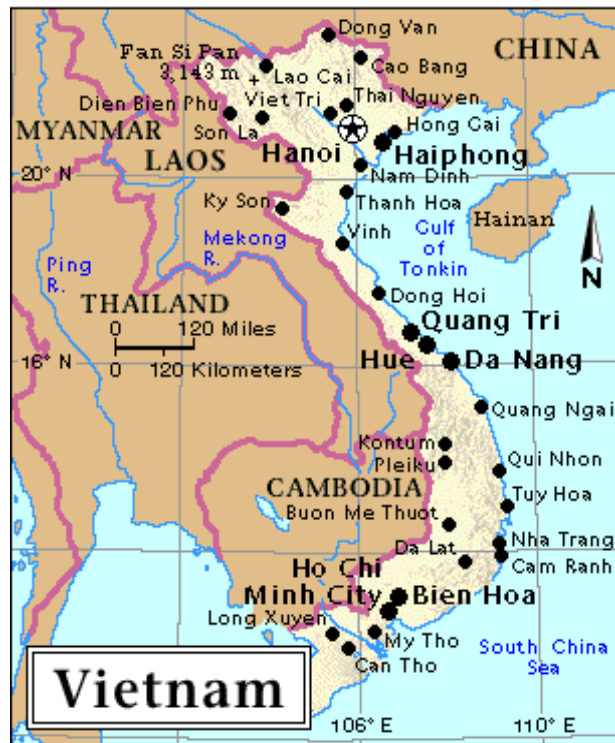 Dong Van
CHINA
Fan Si Pan
3,143 m +
Lao Cai
Cao Bang
Dien Bien Phu
Viet Tri
Thai Nguyen
MYANMAR
Son La
Hong Gai
LAOS
Hanoi
Haiphong
20° N
Nam Dinh
Ky Son
Thanh Hoa
Hainan
Mekong
R.
Vinh
Gulf
of
Tonkin
Ping
R.
N
THAILAND
Dong Hoi
0 120 Miles
Quang Tri
16° N
0 120 Kilometers
Hue
Da Nang
Quang Ngai
Kontum
Pleiku
Qui Nhon
CAMBODIA
Tuy Hoa
Buon Me Thuot
Da Lat
Nha Trang
Cam Ranh
Ho Chi
Minh City
Bien Hoa
Long Xuyen
My Tho
South China
Sea
Can Tho
Vietnam
106° E
110° E